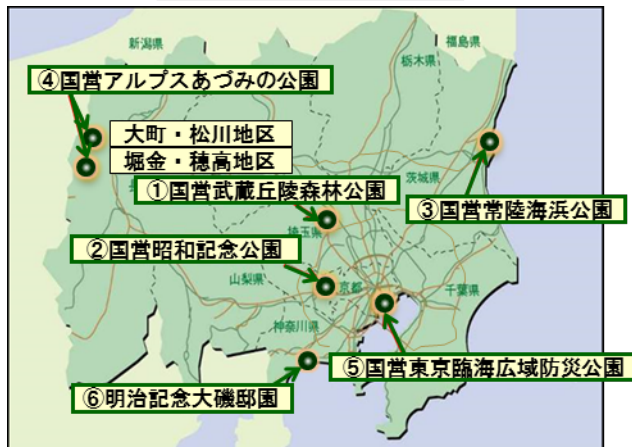 新潟県
福島県
栃木県
④国営アルプスあづみの公園
大町・松川地区
堀金・穂高地区
茨城県
①国営武蔵丘陵森林公園
③国営常陸海浜公園
埼玉県
②国営昭和記念公園
山梨県
京都
千葉県
神奈川県
⑤国営東京臨海広域防災公園
⑥明治記念大磯邸園